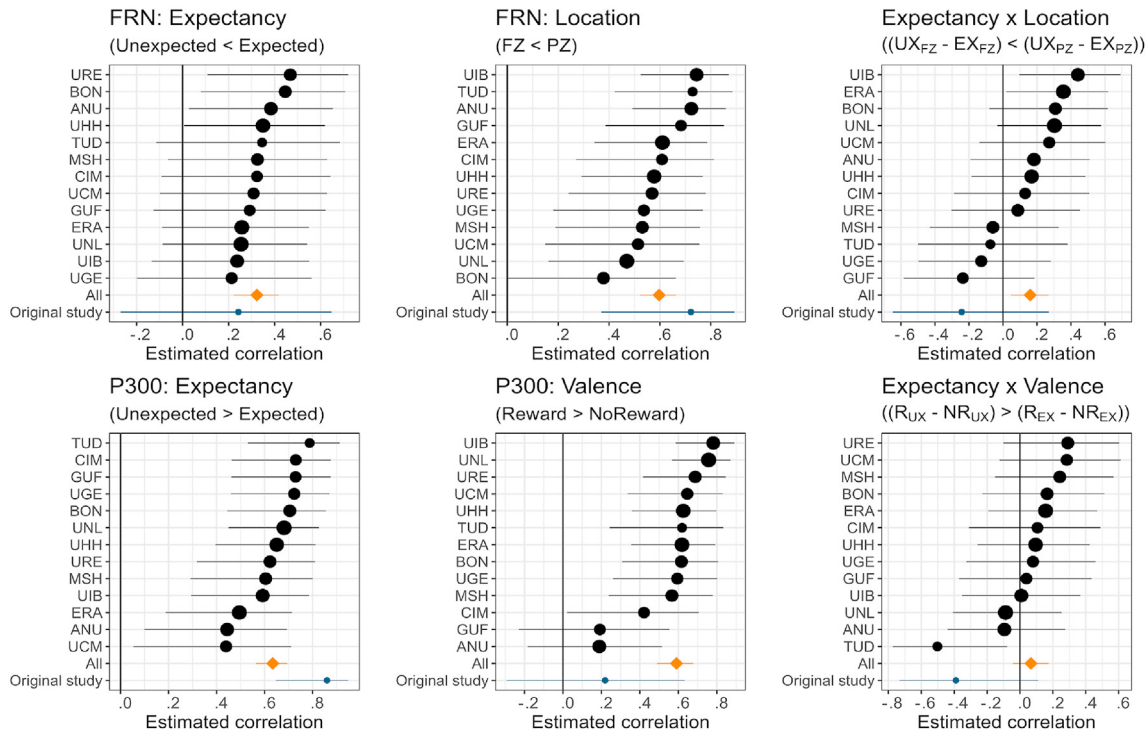 FRN: Expectancy
(Unexpected < Expected)
URE
BON
ANU
UHH
TUD
MSH
CIM
UCM
GUF
ERA
UNL
UIB
UGE
All
Original study
-.2 .0 .2 .4 .6
Estimated correlation
FRN: Location
(FZ < PZ)
UIB
TUD
ANU
GUF
ERA
CIM
UHH
URE
UGE
MSH
UCM
UNL
BON
All
Original study
.0 .2 .4 .6 .8
Estimated correlation
Expectancy x Location
((UXFZ - EXFZ) < (UXPZ - EXPZ))
UIB
ERA
BON
UNL
UCM
ANU
UHH
CIM
URE
MSH
TUD
UGE
GUF
All
Original study
-.6 -.4 -.2 .0 .2 .4 .6
Estimated correlation
P300: Expectancy
(Unexpected > Expected)
TUD
CIM
GUF
UGE
BON
UNL
UHH
URE
MSH
UIB
ERA
ANU
UCM
All
Original study
.0 .2 .4 .6 .8
Estimated correlation
P300: Valence
(Reward > NoReward)
UIB
UNL
URE
UCM
UHH
TUD
ERA
BON
UGE
MSH
CIM
GUF
ANU
All
Original study
-.2 .0 .2 .4 .6 .8
Estimated correlation
Expectancy x Valence
((RUX - NRUX) > (REX - NREX))
URE
UCM
MSH
BON
ERA
CIM
UHH
UGE
GUF
UIB
UNL
ANU
TUD
All
Original study
-.8 -.6 -.4 -.2 .0 .2 .4 .6
Estimated correlation